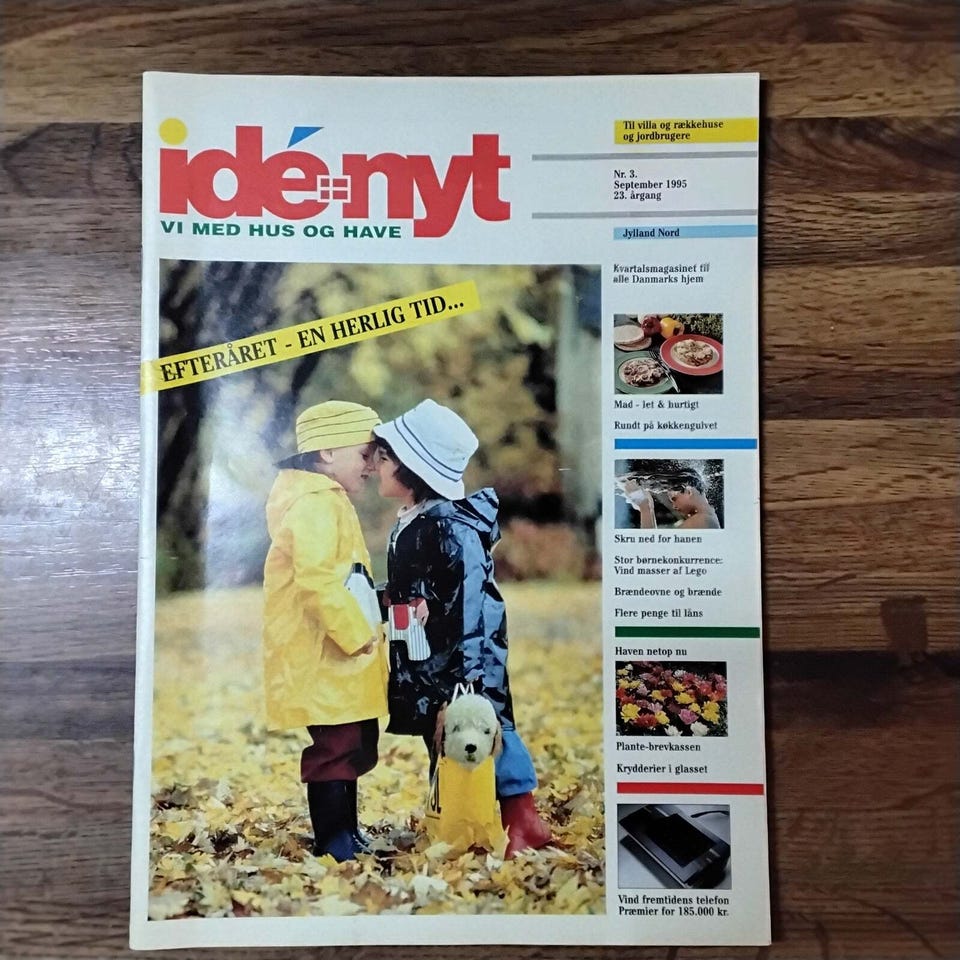 idé-nyt
VI MED HUS OG HAVE
Til villa og rækkehuse
og jordbrugere
Nr. 3.
September 1995
23. årgang
Jylland Nord
Kvartalsmagasinet til
alle Danmarks hjem
EFTERÅRET - EN HERLIG TID...
Mad - let & hurtigt
Rundt på køkkengulvet
Skru ned for hanen
Stor børnekonkurrence:
Vind masser af Lego
Brændeovne og brænde
Flere penge til låns
Haven netop nu
Plante-brevkassen
Krydderier i glasset
Vind fremtidens telefon
Præmier for 185.000 kr.